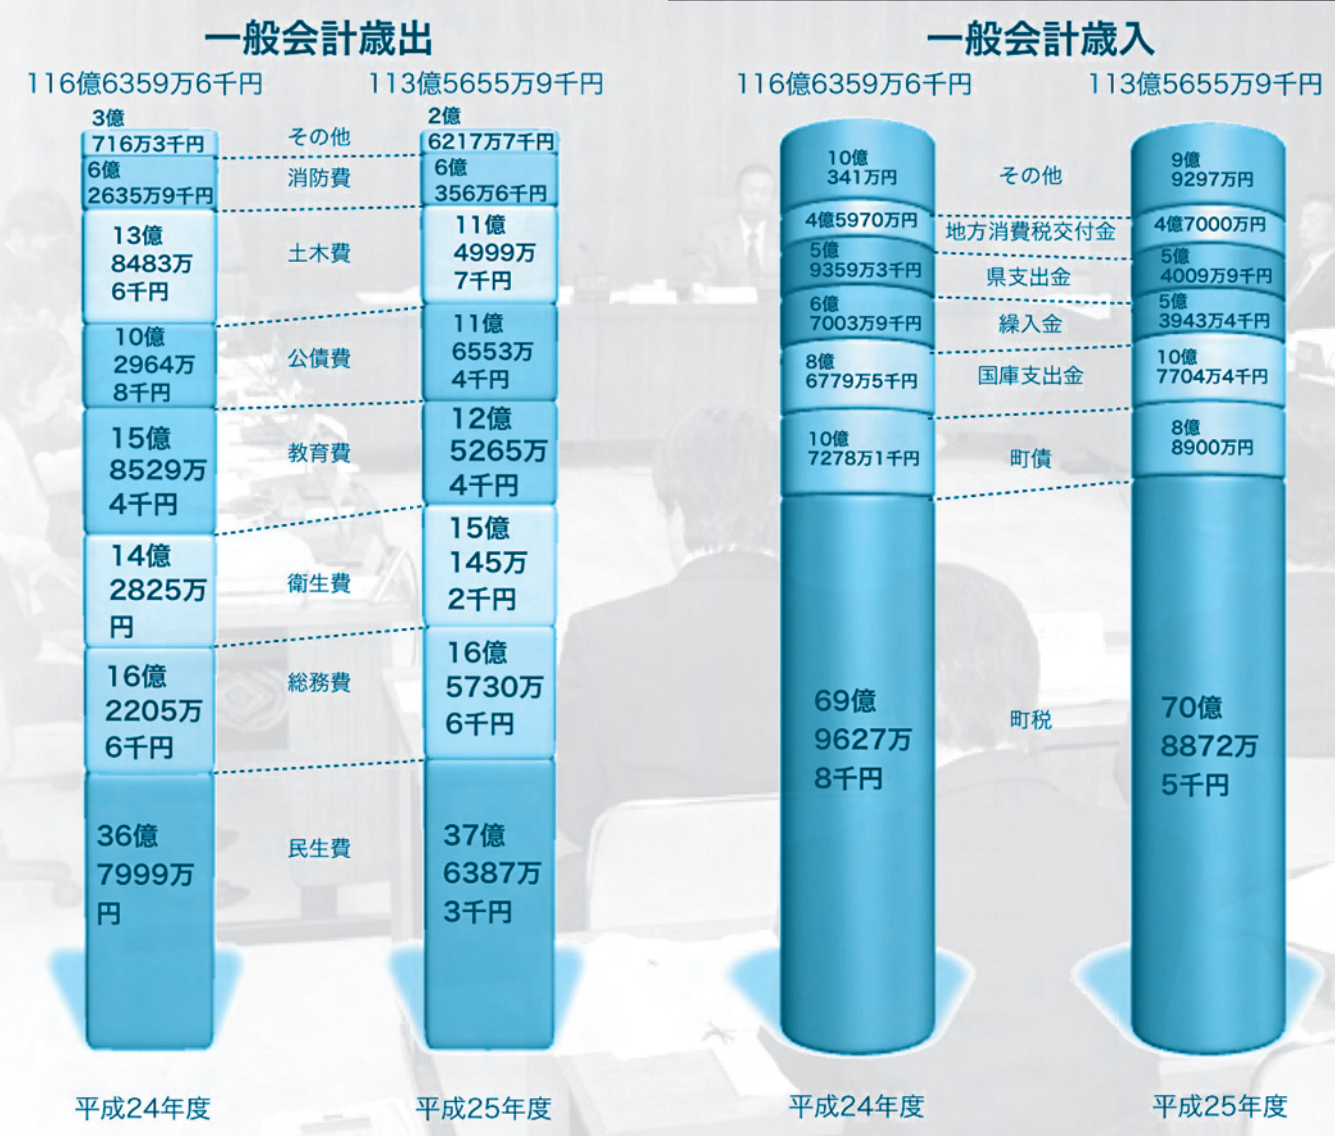 一般会計歳出
116億6359万6千円
113億5655万9千円
3億
716万3千円
その他
2億
6217万7千円
6億
2635万9千円
消防費
6億
356万6千円
13億
8483万
6千円
土木費
11億
4999万
7千円
10億
2964万
8千円
公債費
11億
6553万
4千円
15億
8529万
4千円
教育費
12億
5265万
4千円
14億
2825万
円
衛生費
15億
145万
2千円
16億
2205万
6千円
総務費
16億
5730万
6千円
36億
7999万
円
民生費
37億
6387万
3千円
平成24年度
平成25年度
一般会計歳入
116億6359万6千円
113億5655万9千円
10億
341万円
その他
9億
9297万円
4億5970万円
地方消費税交付金
4億7000万円
5億
9359万3千円
県支出金
5億
4009万9千円
6億
7003万9千円
繰入金
5億
3943万4千円
8億
6779万5千円
国庫支出金
10億
7704万4千円
10億
7278万1千円
町債
8億
8900万円
69億
9627万
8千円
町税
70億
8872万
5千円
平成24年度
平成25年度